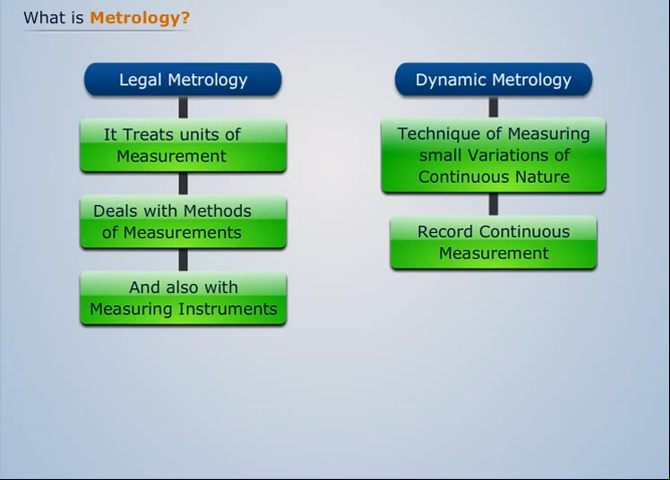 What is Metrology?
Legal Metrology
It Treats units of
Measurement
Deals with Methods
of Measurements
And also with
Measuring Instruments
Dynamic Metrology
Technique of Measuring
small Variations of
Continuous Nature
Record Continuous
Measurement